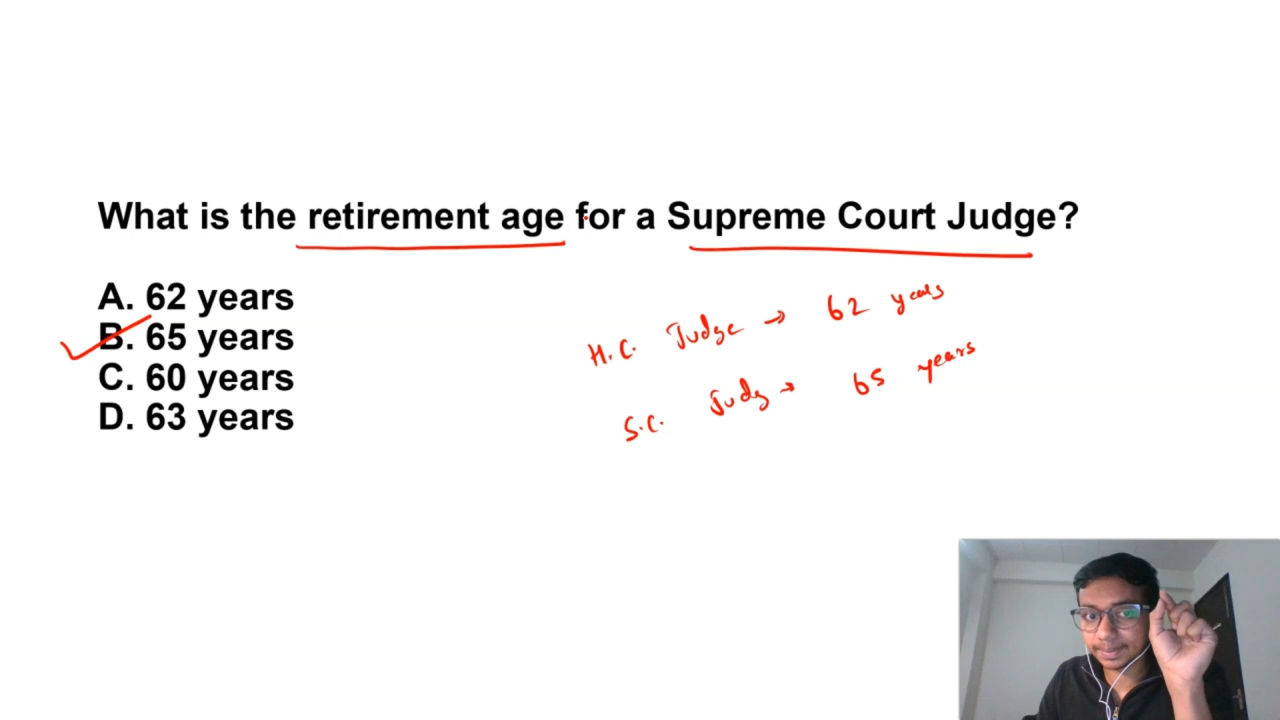 What is the retirement age for a Supreme Court Judge?
A. 62 years
B. 65 years
C. 60 years
D. 63 years
H.C. Judge → 62 years
S.C. Judg → 65 years